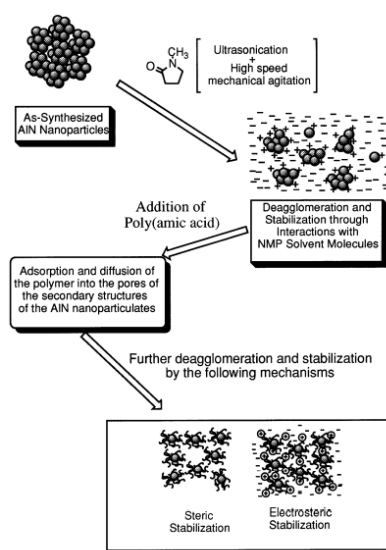 CH3
N
O
Ultrasonication
+
High speed
mechanical agitation
As-Synthesized
AlN Nanoparticles
Deagglomeration and
Stabilization through
Interactions with
NMP Solvent Molecules
Addition of
Poly(amic acid)
Adsorption and diffusion of
the polymer into the pores of
the secondary structures
of the AlN nanoparticulates
Further deagglomeration and stabilization
by the following mechanisms
Steric
Stabilization
Electrosteric
Stabilization